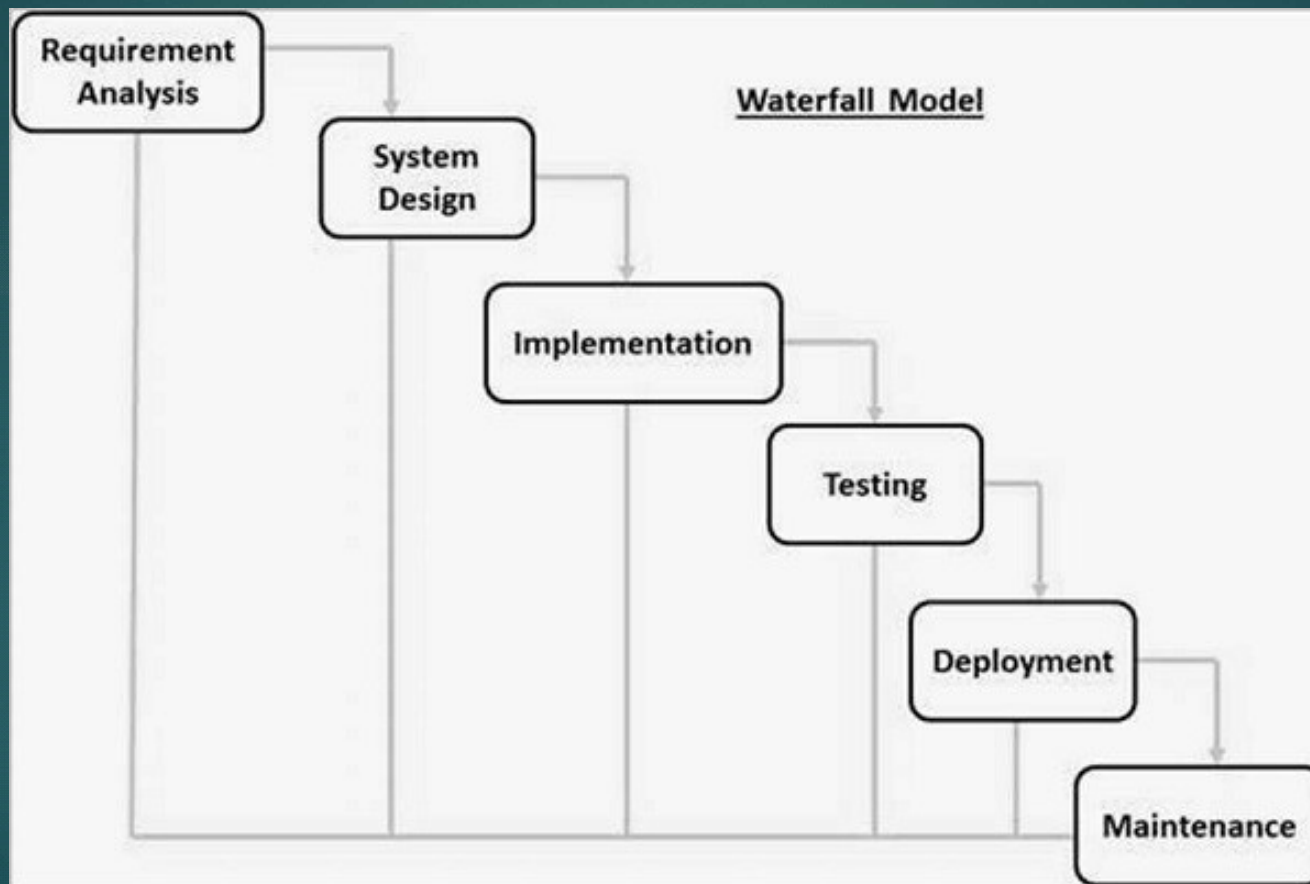 Requirement
Analysis
Waterfall Model
System
Design
Implementation
Testing
Deployment
Maintenance